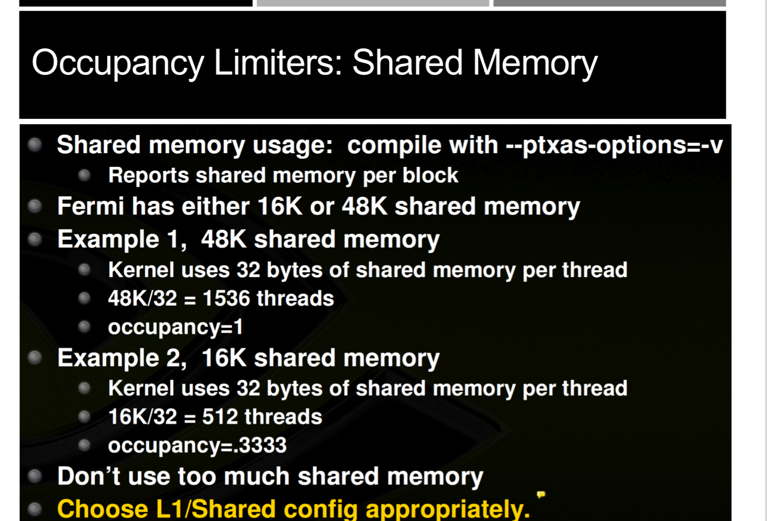 Occupancy Limiters: Shared Memory
Shared memory usage: compile with --ptxas-options=-v
Reports shared memory per block
Fermi has either 16K or 48K shared memory
Example 1, 48K shared memory
Kernel uses 32 bytes of shared memory per thread
48K/32 = 1536 threads
occupancy=1
Example 2, 16K shared memory
Kernel uses 32 bytes of shared memory per thread
16K/32 = 512 threads
occupancy=.3333
Don’t use too much shared memory
Choose L1/Shared config appropriately.